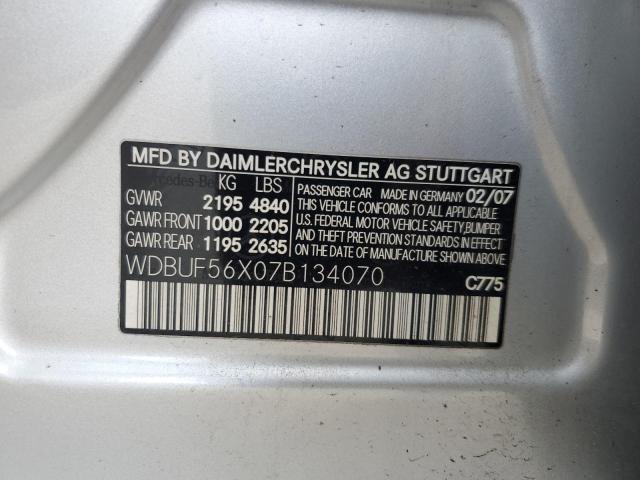 MFD BY DAIMLERCHRYSLER AG STUTTGART
KG LBS
GVWR 2195 4840
GAWR FRONT 1000 2205
GAWR REAR 1195 2635
PASSENGER CAR MADE IN GERMANY 02/07
THIS VEHICLE CONFORMS TO ALL APPLICABLE
U.S. FEDERAL MOTOR VEHICLE SAFETY,BUMPER
AND THEFT PREVENTION STANDARDS IN EFFECT
ON THE DATE OF MANUFACTURE SHOWN ABOVE
WDBUF56X07B134070
C775